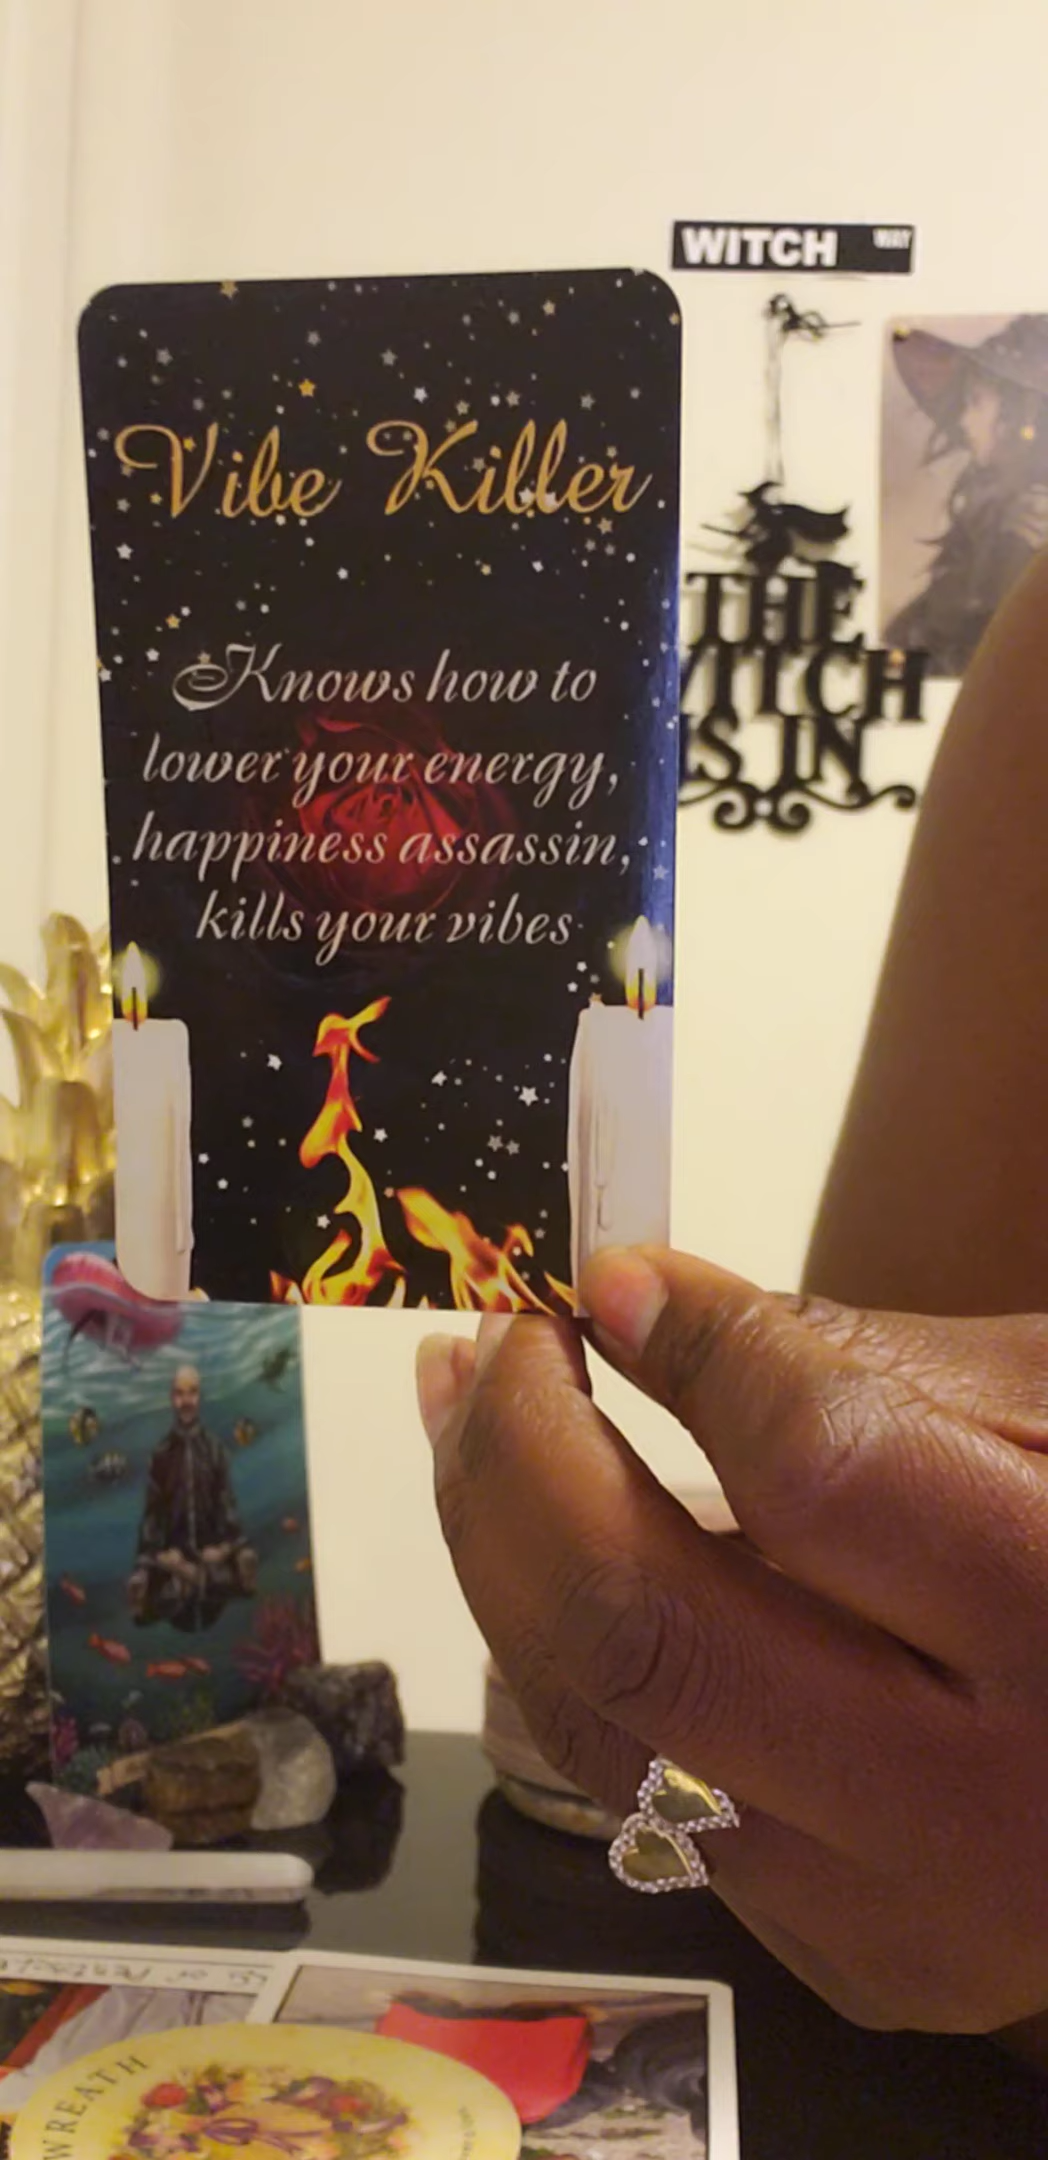 WITCH WAY
Vibe Killer
Knows how to
lower your energy,
happiness assassin,
kills your vibes
THE
WITCH
IS IN
WREATH